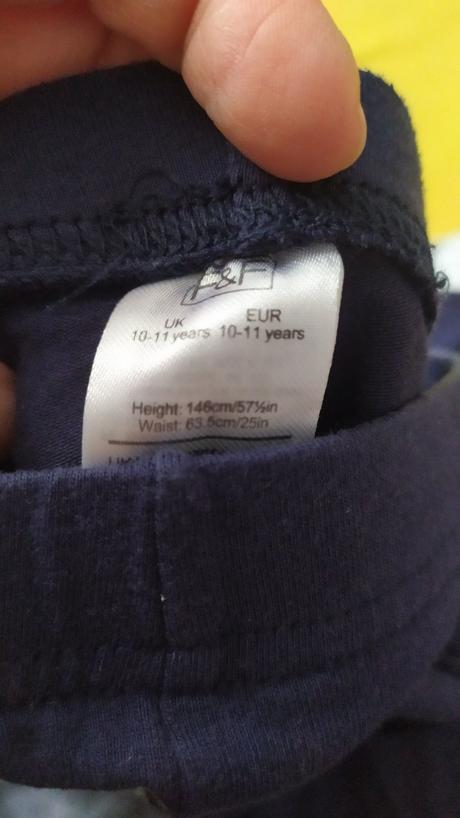 F&F
UK EUR
10-11 years 10-11 years
Height: 146cm/57½in
Waist: 63.5cm/25in